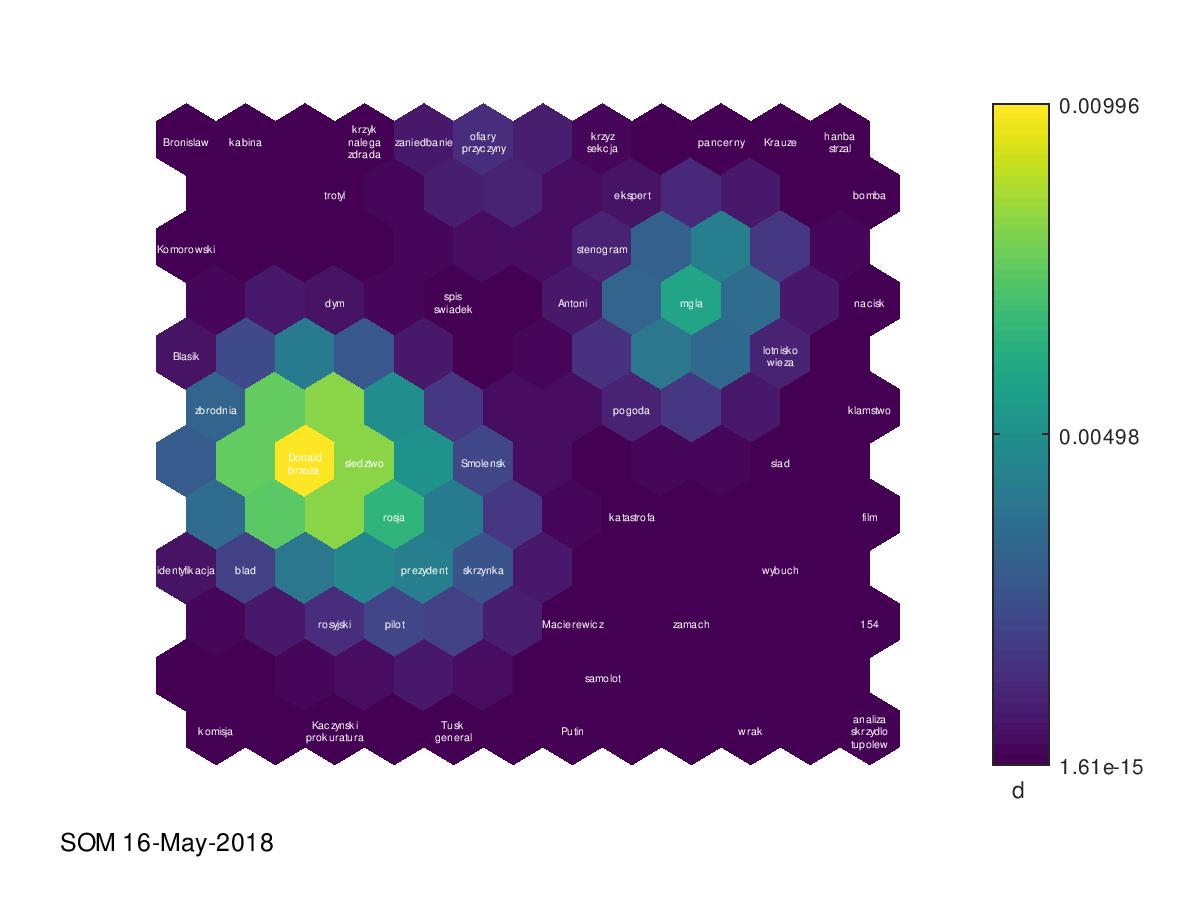 0.00996
krzyk
ofiary
krzyz
hanba
Bronislaw kabina nalega zaniedbanie pancerny Krauze
zdrada
przyczyny
sekcja
strzal
trotyl ekspert bomba
Komorowski stenogram
dym spis Antoni mgla nacisk
swiadek
Blasik lotnisko
wieza
zbrodnia pogoda klamstwo
0.00498
Donald sledztwo Smolensk slad
brzoza
rosja katastrofa film
identyfikacja blad prezydent skrzynka wybuch
rosyjski pilot Macierewicz zamach 154
samolot
komisja Kaczynski Tusk Putin wrak analiza
prokuratura general skrzydlo
tupolew
1.61e-15
d
SOM 16-May-2018